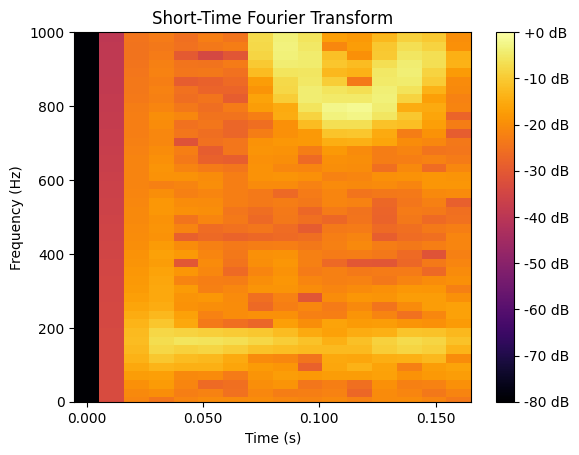 Short-Time Fourier Transform
1000
800
600
400
200
0
Frequency (Hz)
0.000
0.050
0.100
0.150
Time (s)
+0 dB
-10 dB
-20 dB
-30 dB
-40 dB
-50 dB
-60 dB
-70 dB
-80 dB